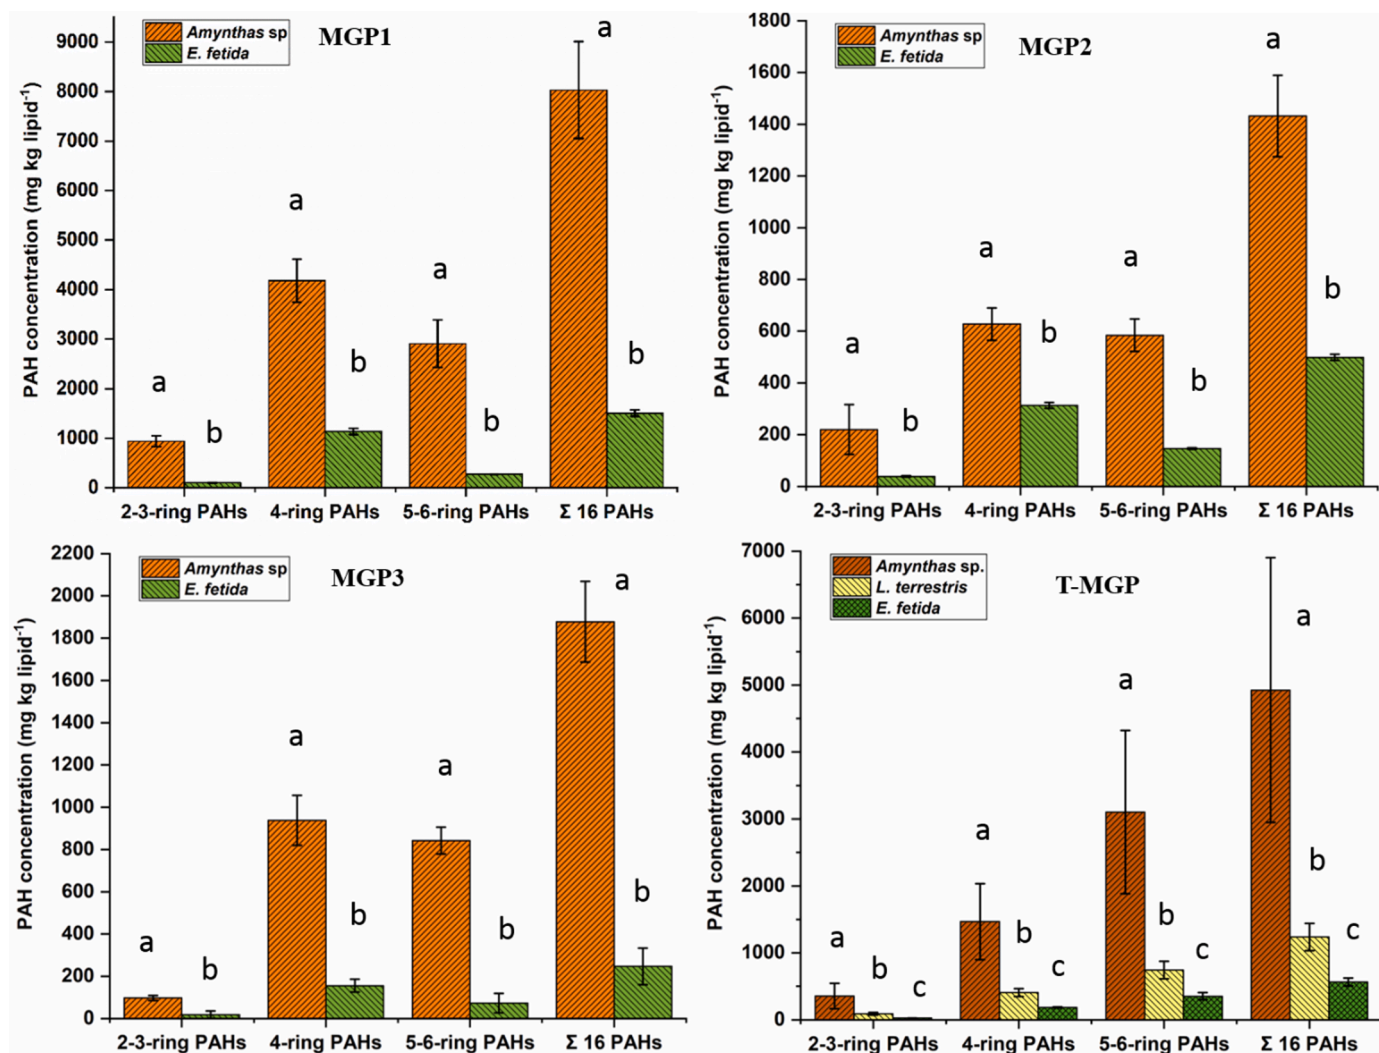 PAH concentration (mg kg lipid⁻¹)
9000
8000
7000
6000
5000
4000
3000
2000
1000
0
Amynthas sp
E. fetida
MGP1
a
b
a
b
a
b
a
b
2-3-ring PAHs 4-ring PAHs 5-6-ring PAHs Σ 16 PAHs
PAH concentration (mg kg lipid⁻¹)
1800
1600
1400
1200
1000
800
600
400
200
0
Amynthas sp
E. fetida
MGP2
a
b
a
b
a
b
a
b
2-3-ring PAHs 4-ring PAHs 5-6-ring PAHs Σ 16 PAHs
PAH concentration (mg kg lipid⁻¹)
2200
2000
1800
1600
1400
1200
1000
800
600
400
200
0
Amynthas sp
E. fetida
MGP3
a
b
a
b
a
b
a
b
2-3-ring PAHs 4-ring PAHs 5-6-ring PAHs Σ 16 PAHs
PAH concentration (mg kg lipid⁻¹)
7000
6000
5000
4000
3000
2000
1000
0
Amynthas sp.
L. terrestris
E. fetida
T-MGP
a
b
c
a
b
c
a
b
c
a
b
c
2-3-ring PAHs 4-ring PAHs 5-6-ring PAHs Σ 16 PAHs